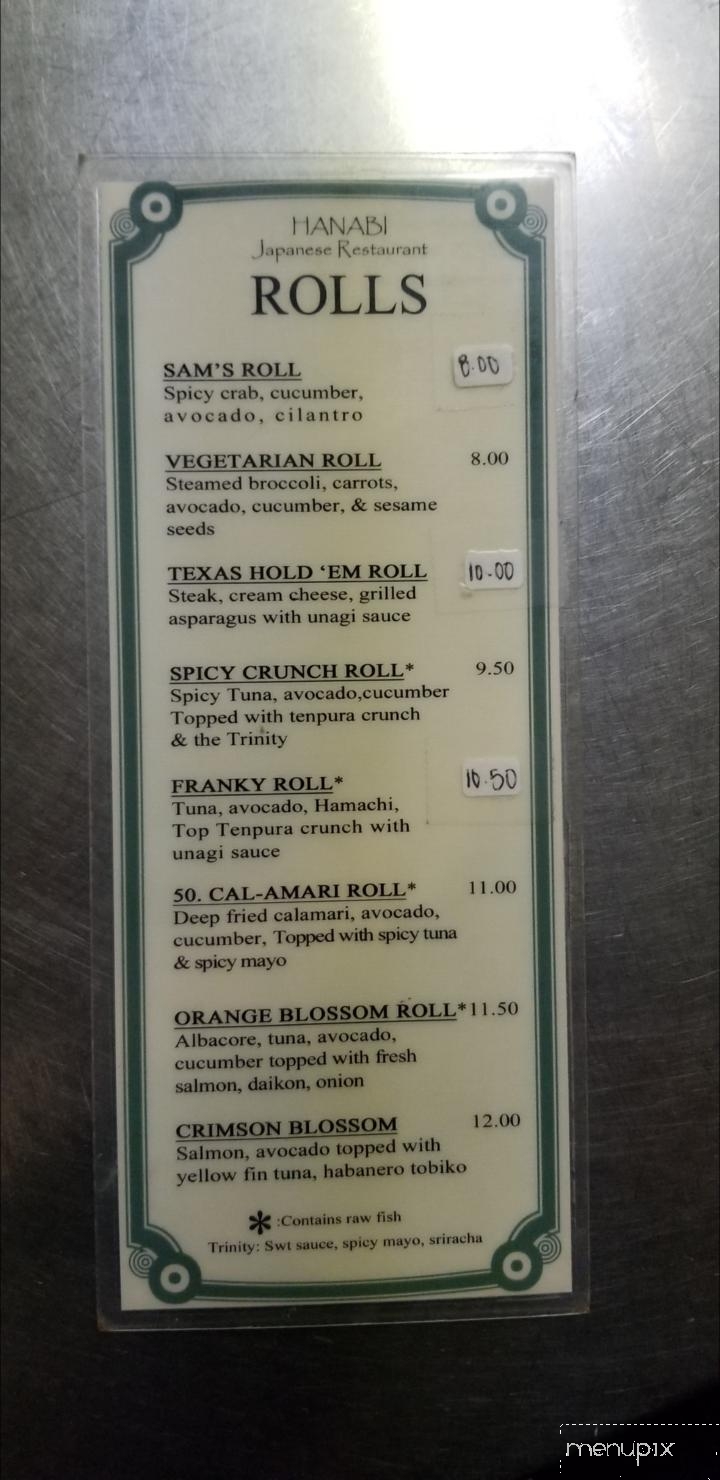 HANABI
Japanese Restaurant
ROLLS
SAM'S ROLL 8.00
Spicy crab, cucumber,
avocado, cilantro
VEGETARIAN ROLL 8.00
Steamed broccoli, carrots,
avocado, cucumber, & sesame
seeds
TEXAS HOLD ‘EM ROLL 10.00
Steak, cream cheese, grilled
asparagus with unagi sauce
SPICY CRUNCH ROLL* 9.50
Spicy Tuna, avocado,cucumber
Topped with tenpura crunch
& the Trinity
FRANKY ROLL* 10.50
Tuna, avocado, Hamachi,
Top Tenpura crunch with
unagi sauce
50. CAL-AMARI ROLL* 11.00
Deep fried calamari, avocado,
cucumber, Topped with spicy tuna
& spicy mayo
ORANGE BLOSSOM ROLL* 11.50
Albacore, tuna, avocado,
cucumber topped with fresh
salmon, daikon, onion
CRIMSON BLOSSOM 12.00
Salmon, avocado topped with
yellow fin tuna, habanero tobiko
* :Contains raw fish
Trinity: Swt sauce, spicy mayo, sriracha
menupix